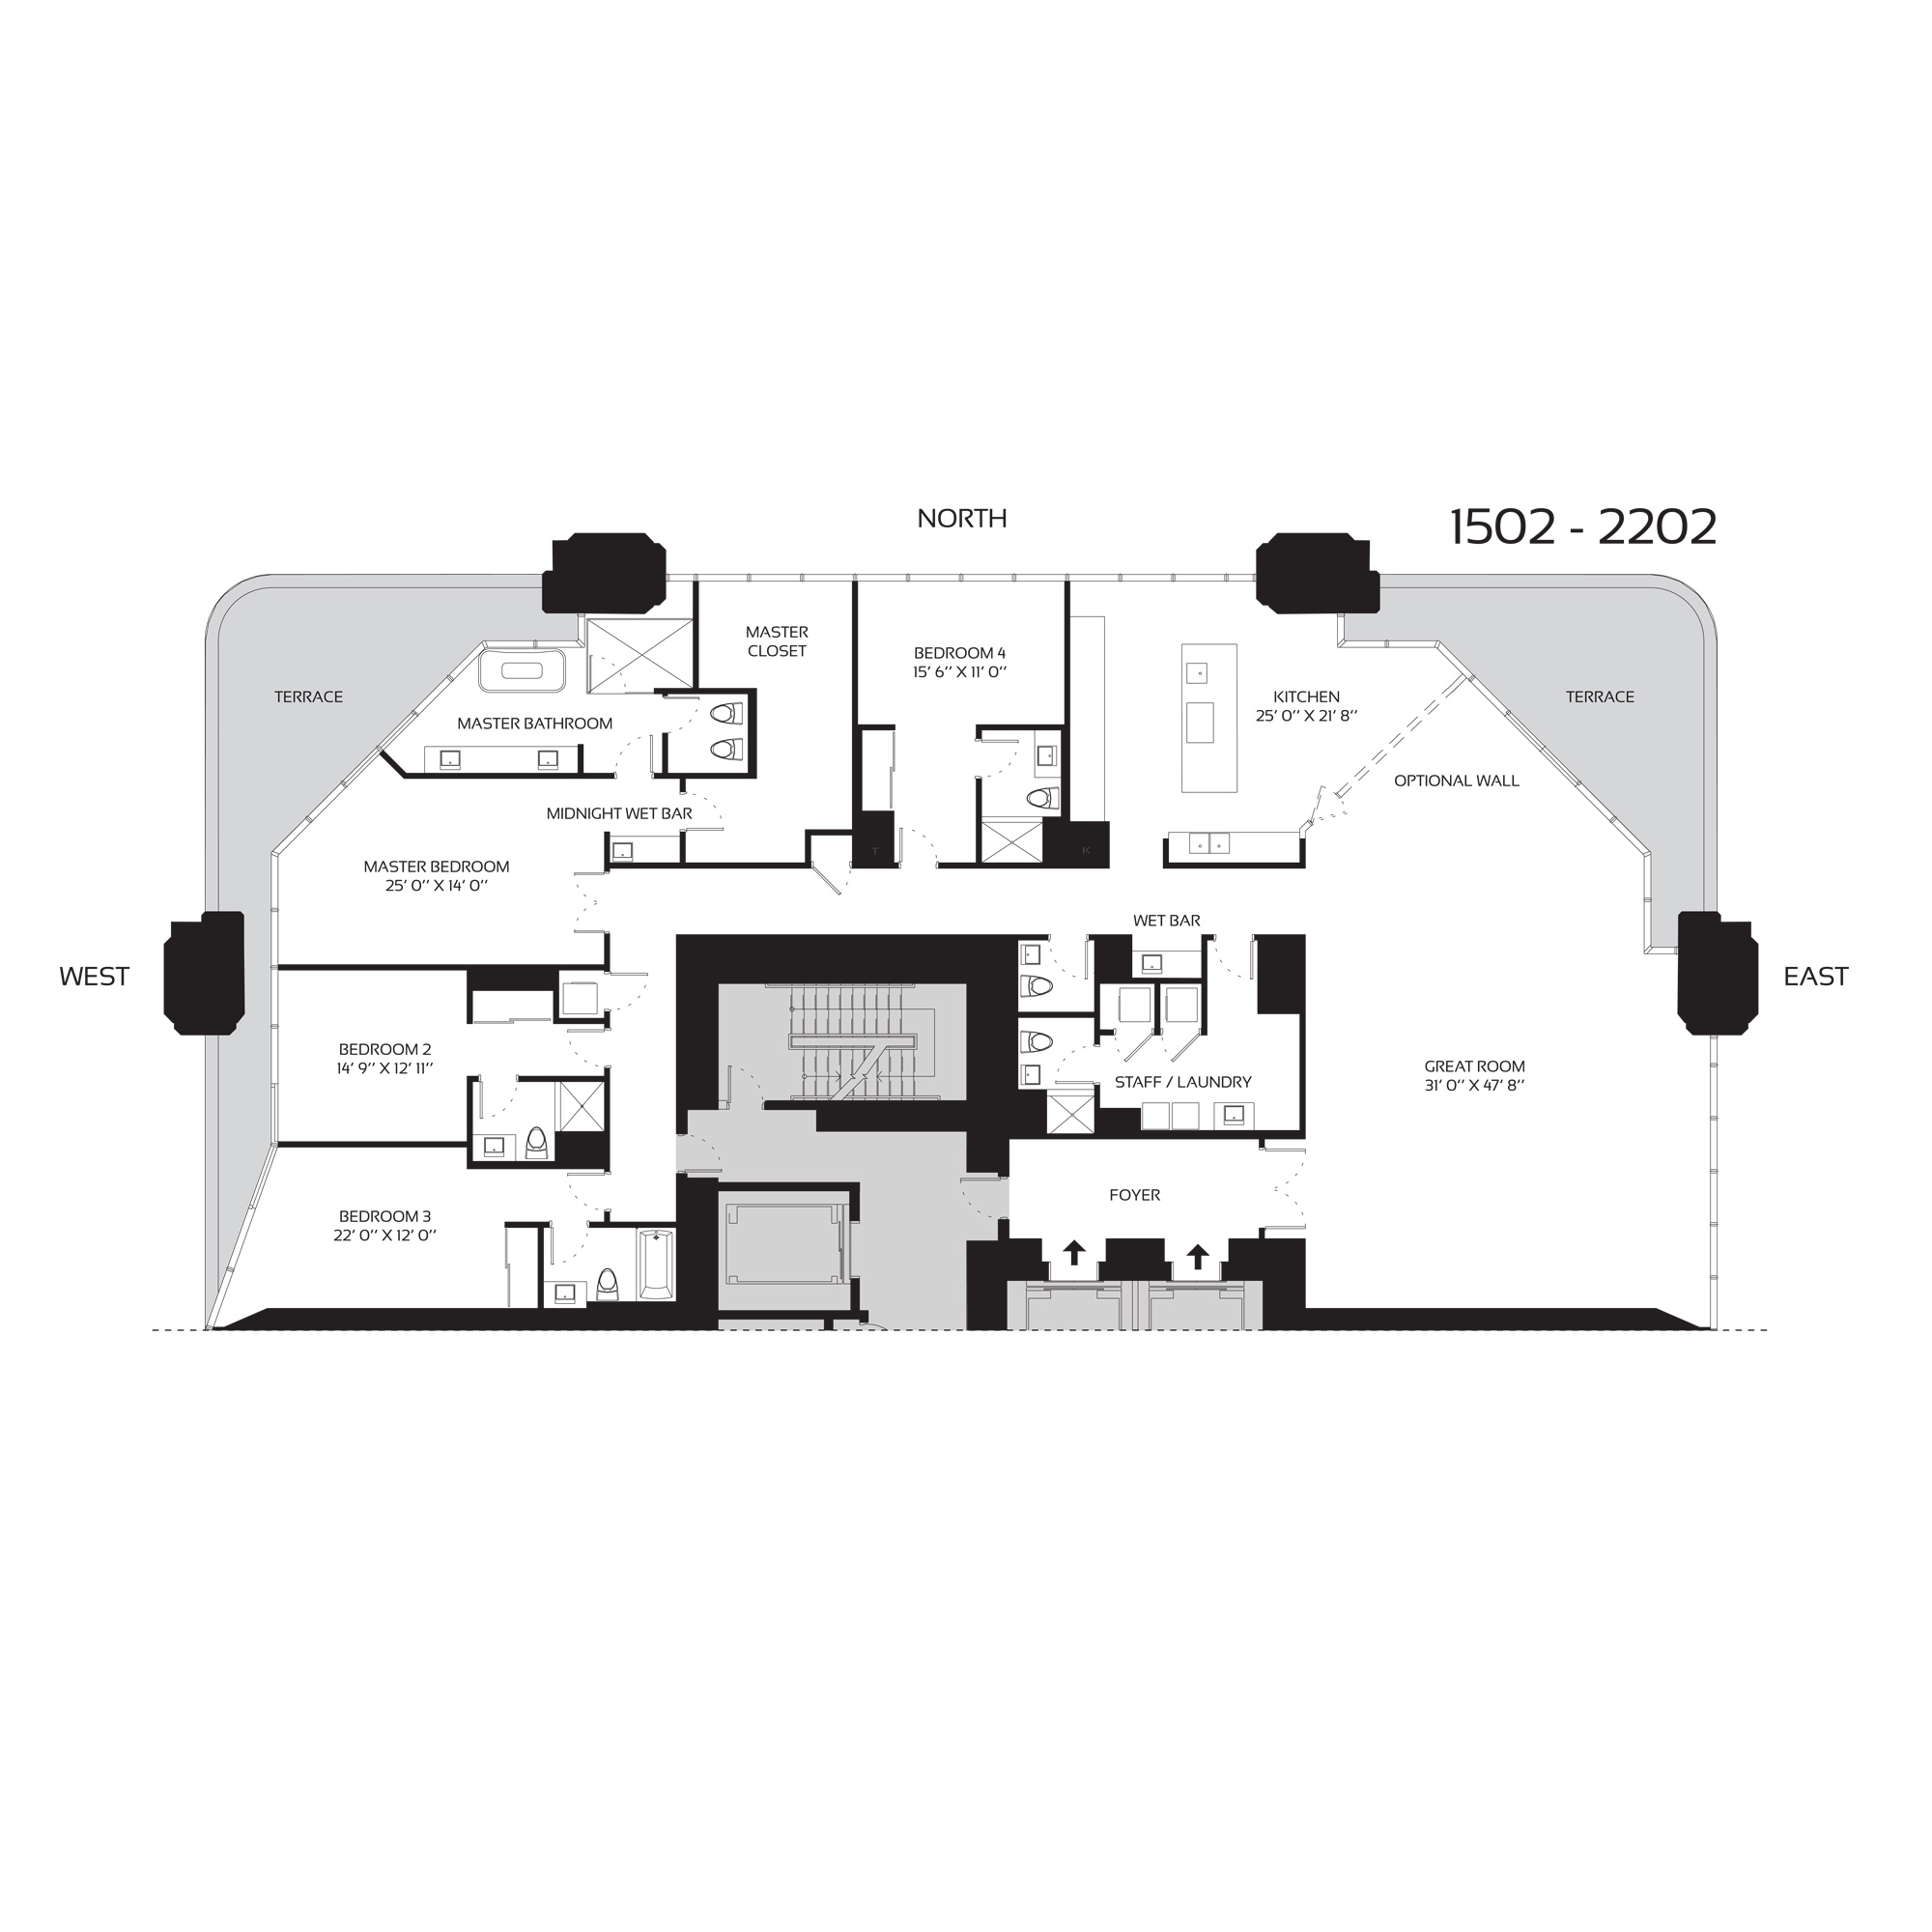 NORTH
1502 - 2202
MASTER
CLOSET
BEDROOM 4
15' 6'' X 11' 0''
TERRACE
KITCHEN
25' 0'' X 21' 8''
TERRACE
MASTER BATHROOM
OPTIONAL WALL
MIDNIGHT WET BAR
T
K
MASTER BEDROOM
25' 0'' X 14' 0''
WET BAR
WEST
EAST
BEDROOM 2
14' 9'' X 12' 11''
STAFF / LAUNDRY
GREAT ROOM
31' 0'' X 47' 8''
FOYER
BEDROOM 3
22' 0'' X 12' 0''